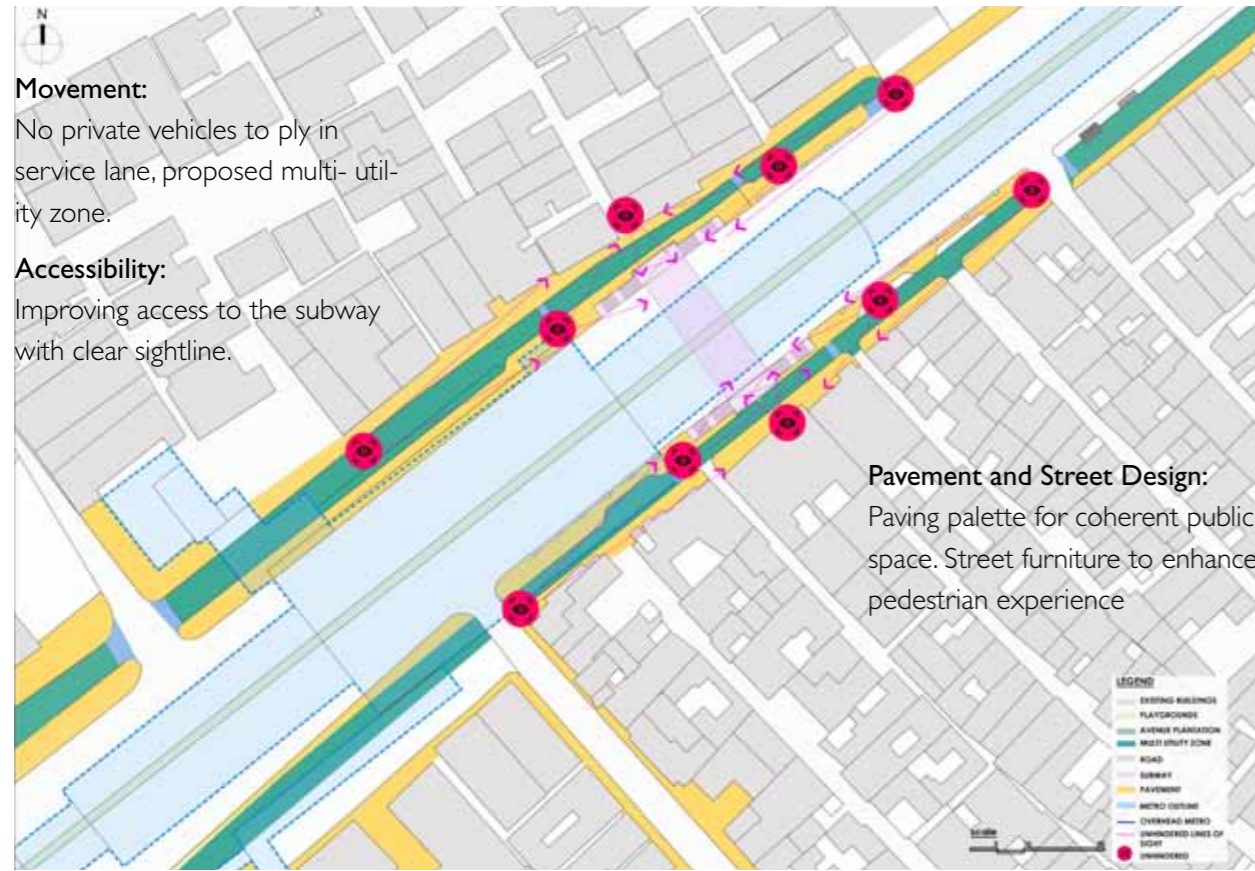 N
Movement:
No private vehicles to ply in
service lane, proposed multi- util-
ity zone.
Accessibility:
Improving access to the subway
with clear sightline.
Pavement and Street Design:
Paving palette for coherent public
space. Street furniture to enhance
pedestrian experience
LEGEND
EXISTING BUILDINGS
PLAYGROUNDS
AVENUE PLANTATION
MULTI UTILITY ZONE
ROAD
SUBWAY
PAVEMENT
METRO OUTLINE
OVERHEAD METRO
UNHINDERED LINES OF
SIGHT
UNHINDERED
Scale